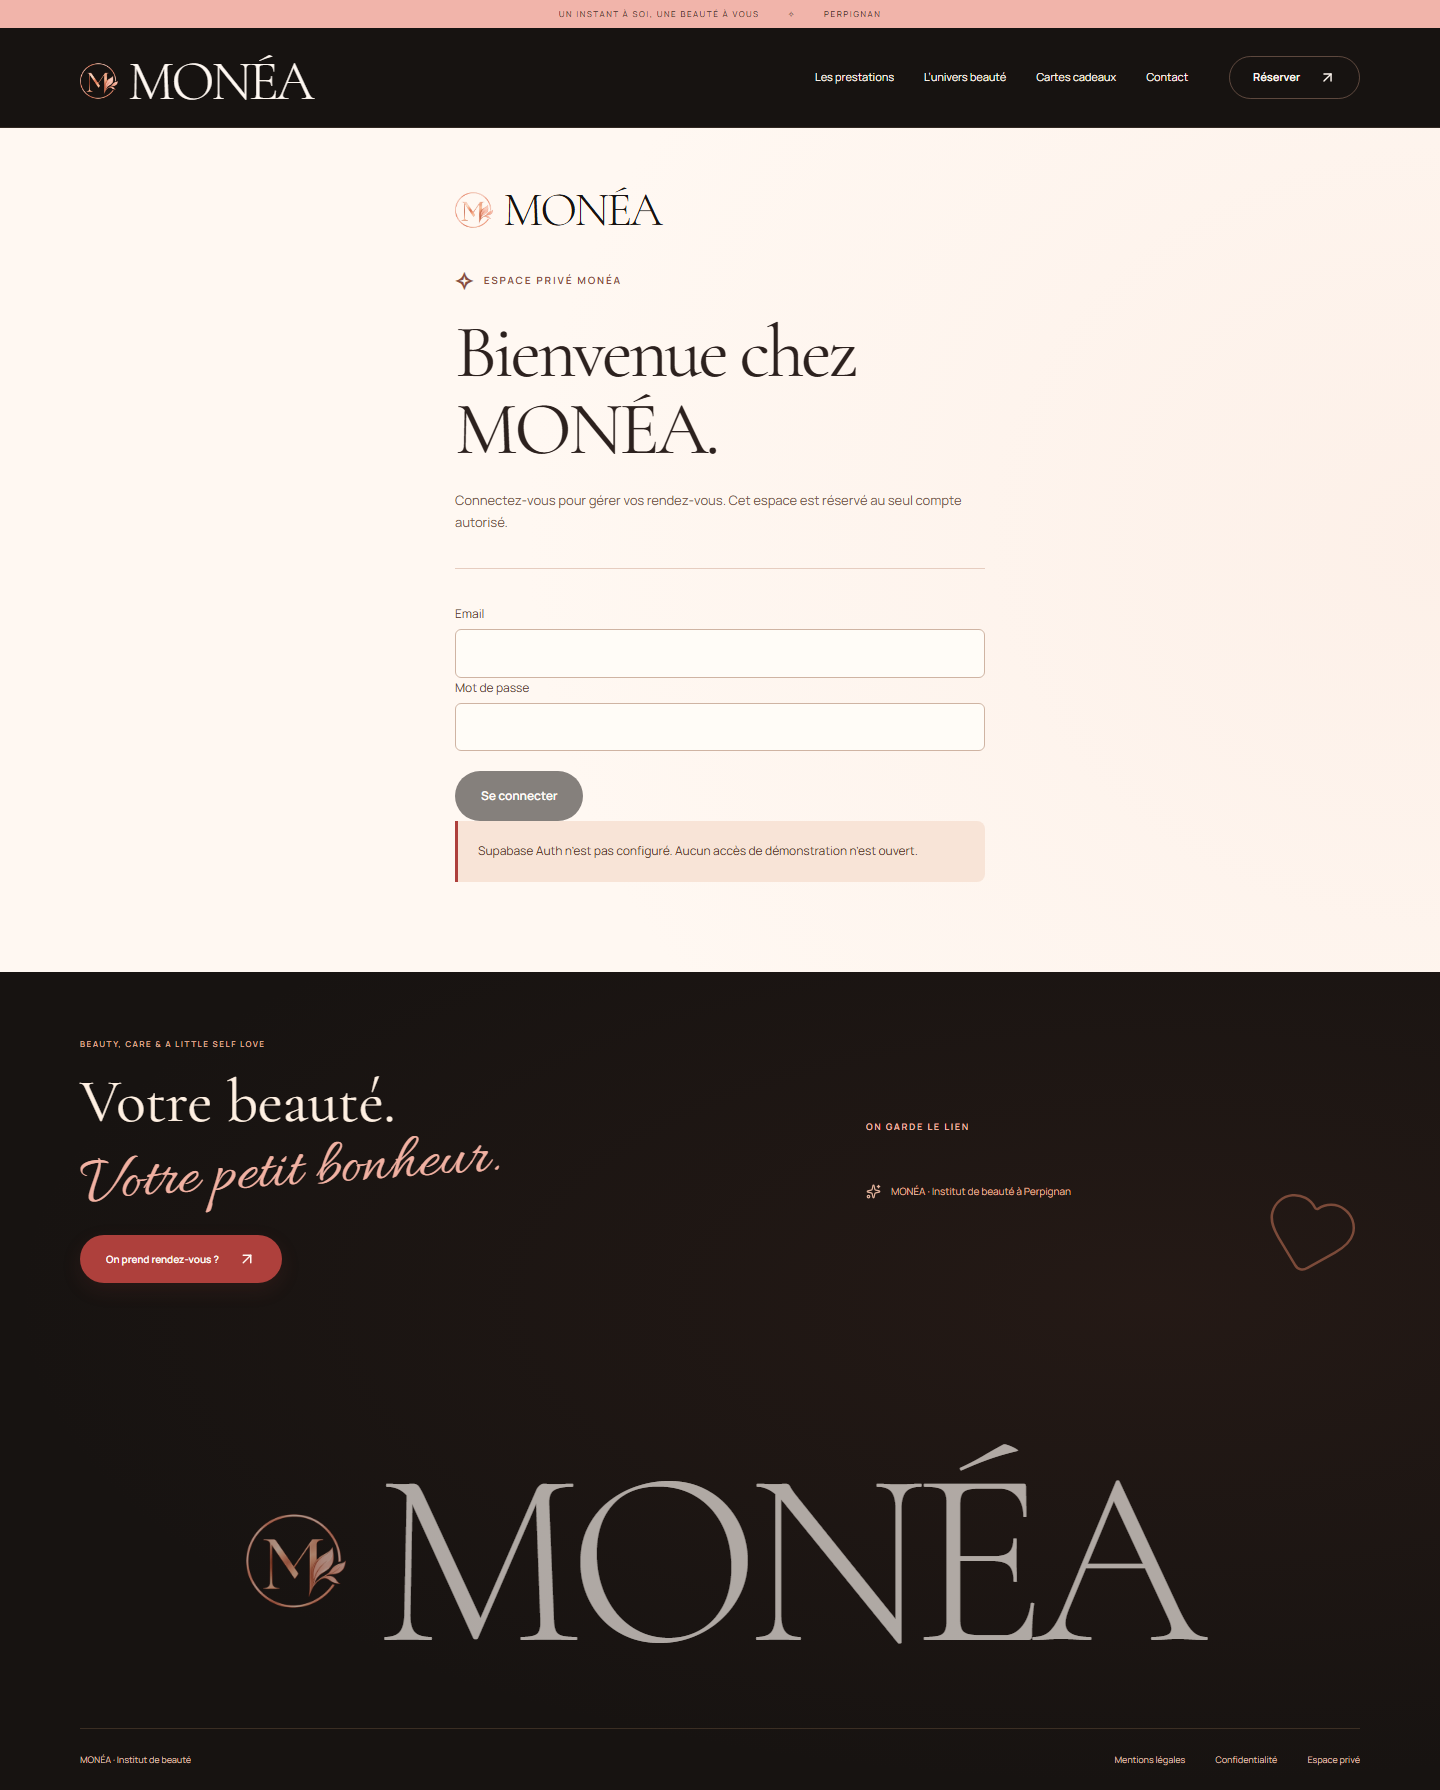 UN INSTANT À SOI, UNE BEAUTÉ À VOUS ✧ PERPIGNAN
MONÉA
Les prestations
L'univers beauté
Cartes cadeaux
Contact
Réserver
MONÉA
ESPACE PRIVÉ MONÉA
Bienvenue chez
MONÉA.
Connectez-vous pour gérer vos rendez-vous. Cet espace est réservé au seul compte
autorisé.
Email
Mot de passe
Se connecter
Supabase Auth n'est pas configuré. Aucun accès de démonstration n'est ouvert.
BEAUTY, CARE & A LITTLE SELF LOVE
Votre beauté.
Votre petit bonheur.
On prend rendez-vous ?
ON GARDE LE LIEN
MONÉA · Institut de beauté à Perpignan
M
MONÉA
MONÉA · Institut de beauté
Mentions légales
Confidentialité
Espace privé